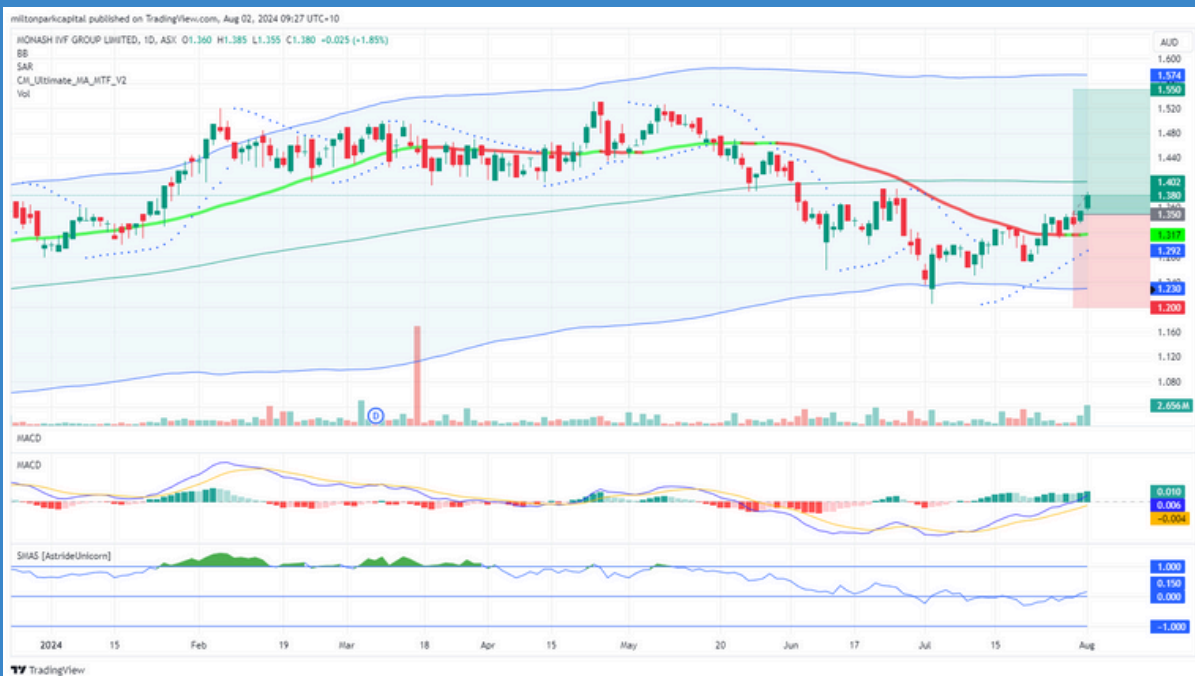 miltonparkcapital published on TradingView.com, Aug 02, 2024 09:27 UTC+10
MONASH IVF GROUP LIMITED, 1D, ASX O1.360 H1.385 L1.355 C1.380 +0.025 (+1.85%)
BB
SAR
CM_Ultimate_MA_MTF_V2
Vol
AUD
1.600
1.574
1.550
1.520
1.480
1.440
1.402
1.380
1.350
1.317
1.292
1.230
1.200
1.160
1.120
1.080
D
2.656M
MACD
MACD
0.010
0.006
−0.004
SMAS [AstrideUnicorn]
1.000
0.150
0.000
−1.000
2024 15 Feb 19 Mar 18 Apr 15 May 20 Jun 17 Jul 15 Aug
TradingView